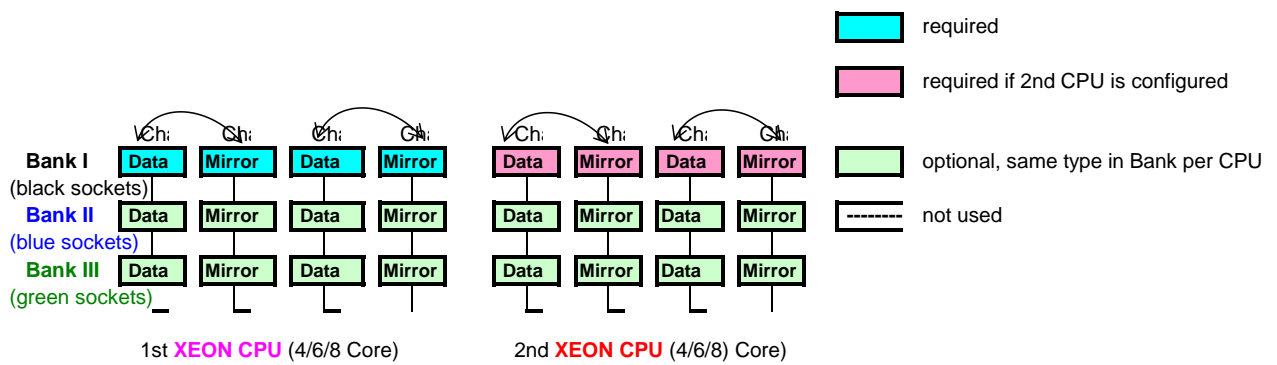 required
required if 2nd CPU is configured
Bank I Data Mirror Data Mirror Data Mirror Data Mirror optional, same type in Bank per CPU
(black sockets)
Bank II Data Mirror Data Mirror Data Mirror Data Mirror -------- not used
(blue sockets)
Bank III Data Mirror Data Mirror Data Mirror Data Mirror
(green sockets)
1st XEON CPU (4/6/8 Core) 2nd XEON CPU (4/6/8) Core)